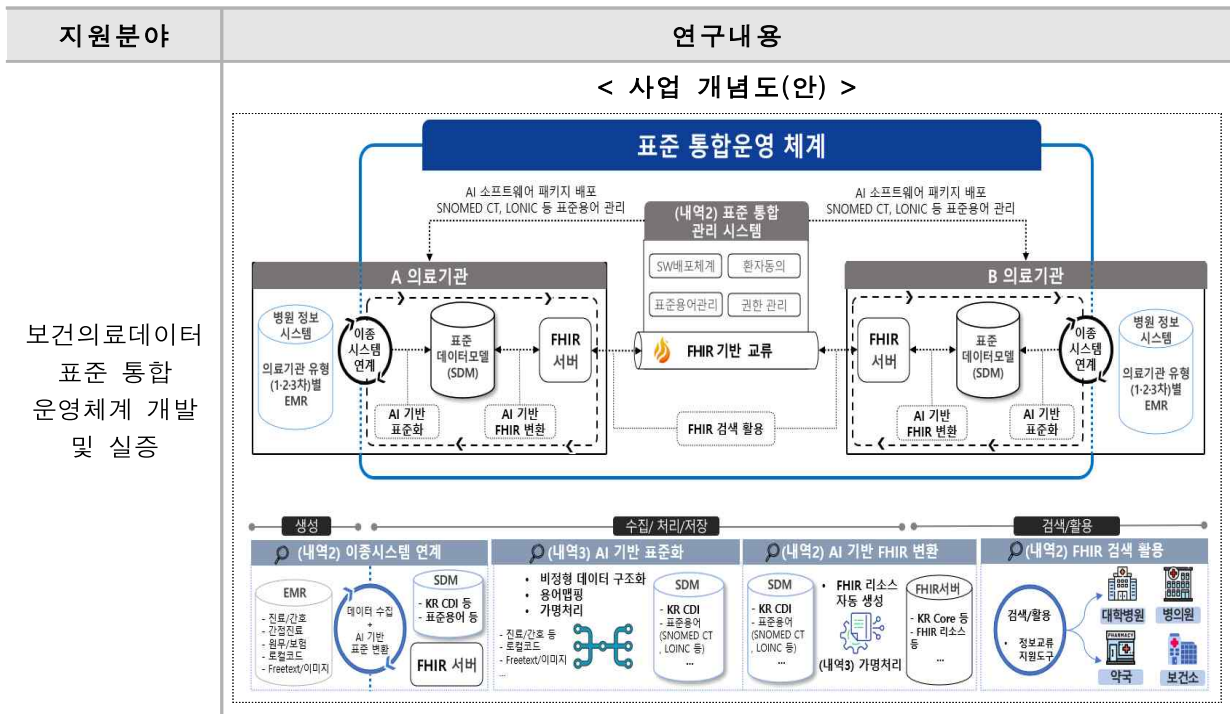 지원분야
연구내용
보건의료데이터
표준 통합
운영체계 개발
및 실증
< 사업 개념도(안) >
표준 통합운영 체계
AI 소프트웨어 패키지 배포
SNOMED CT, LONIC 등 표준용어 관리
AI 소프트웨어 패키지 배포
SNOMED CT, LONIC 등 표준용어 관리
(내역2) 표준 통합
관리 시스템
SW배포체계
환자동의
표준용어관리
권한 관리
FHIR 기반 교류
FHIR 검색 활용
A 의료기관
병원 정보
시스템
의료기관 유형
(1·2·3차)별
EMR
이종
시스템
연계
표준
데이터모델
(SDM)
FHIR
서버
AI 기반
표준화
AI 기반
FHIR 변환
B 의료기관
FHIR
서버
표준
데이터모델
(SDM)
이종
시스템
연계
병원 정보
시스템
의료기관 유형
(1·2·3차)별
EMR
AI 기반
FHIR 변환
AI 기반
표준화
생성
수집/ 처리/저장
검색/활용
(내역2) 이종시스템 연계
EMR
- 진료/간호
- 간접진료
- 원무/보험
- 로컬코드
- Freetext/이미지
데이터 수집
+
AI 기반
표준 변환
SDM
- KR CDI 등
- 표준용어 등
FHIR 서버
(내역3) AI 기반 표준화
• 비정형 데이터 구조화
• 용어맵핑
• 가명처리
- 진료/간호 등
- 로컬코드
- Freetext/이미지
...
SDM
- KR CDI
- 표준용어
(SNOMED CT
, LOINC 등)
...
(내역2) AI 기반 FHIR 변환
SDM
- KR CDI
- 표준용어
(SNOMED CT
, LOINC 등)
...
• FHIR 리소스
자동 생성
(내역3) 가명처리
FHIR서버
- KR Core 등
- FHIR 리소스
등
...
(내역2) FHIR 검색 활용
검색/활용
• 정보교류
지원도구
대학병원
병의원
PHARMACY
약국
보건소